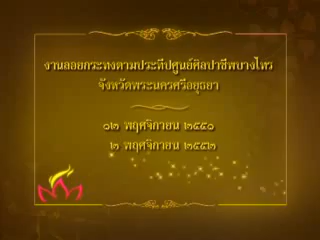 งานลอยกระทงตามประทีปศูนย์ศิลปาชีพบางไทร
จังหวัดพระนครศรีอยุธยา
๑๒ พฤศจิกายน ๒๕๕๑
๒ พฤศจิกายน ๒๕๕๒